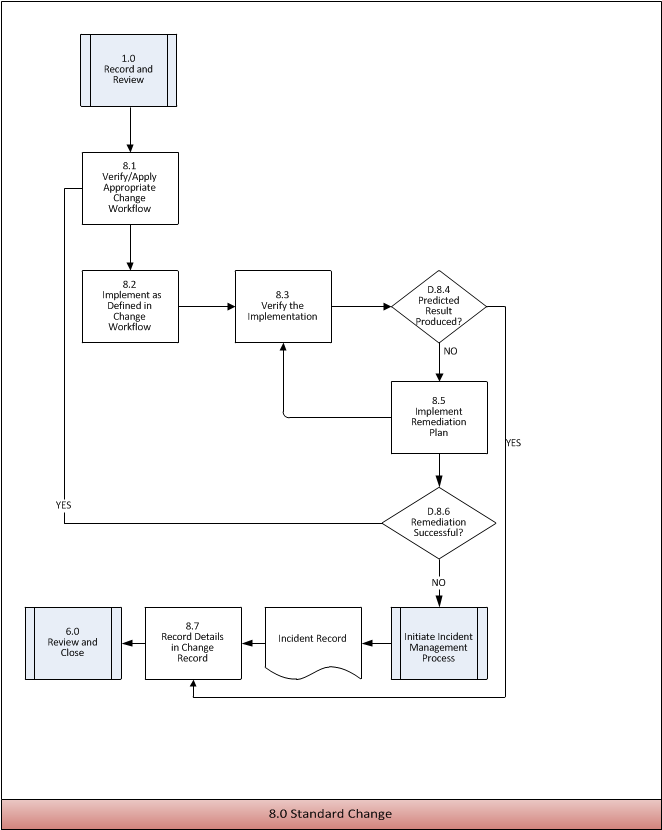 1.0
Record and
Review
8.1
Verify/Apply
Appropriate
Change
Workflow
8.2
Implement as
Defined in
Change
Workflow
8.3
Verify the
Implementation
D.8.4
Predicted
Result
Produced?
NO
8.5
Implement
Remediation
Plan
YES
D.8.6
Remediation
Successful?
YES
NO
6.0
Review and
Close
8.7
Record Details
in Change
Record
Incident Record
Initiate Incident
Management
Process
8.0 Standard Change